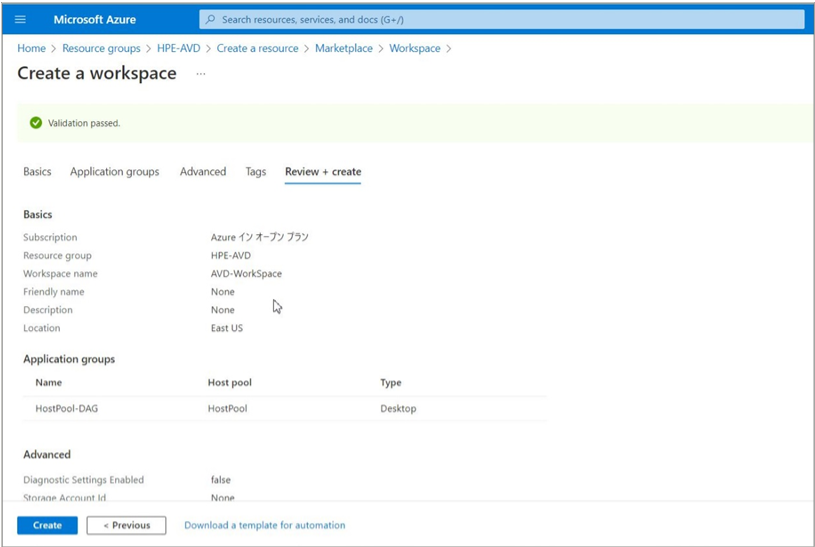 Microsoft Azure
Search resources, services, and docs (G+/)
Home > Resource groups > HPE-AVD > Create a resource > Marketplace > Workspace >
Create a workspace ...
Validation passed.
Basics Application groups Advanced Tags Review + create
Basics
Subscription Azure イン オープン プラン
Resource group HPE-AVD
Workspace name AVD-WorkSpace
Friendly name None
Description None
Location East US
Application groups
Name Host pool Type
HostPool-DAG HostPool Desktop
Advanced
Diagnostic Settings Enabled false
Storage Account Id None
Create < Previous Download a template for automation